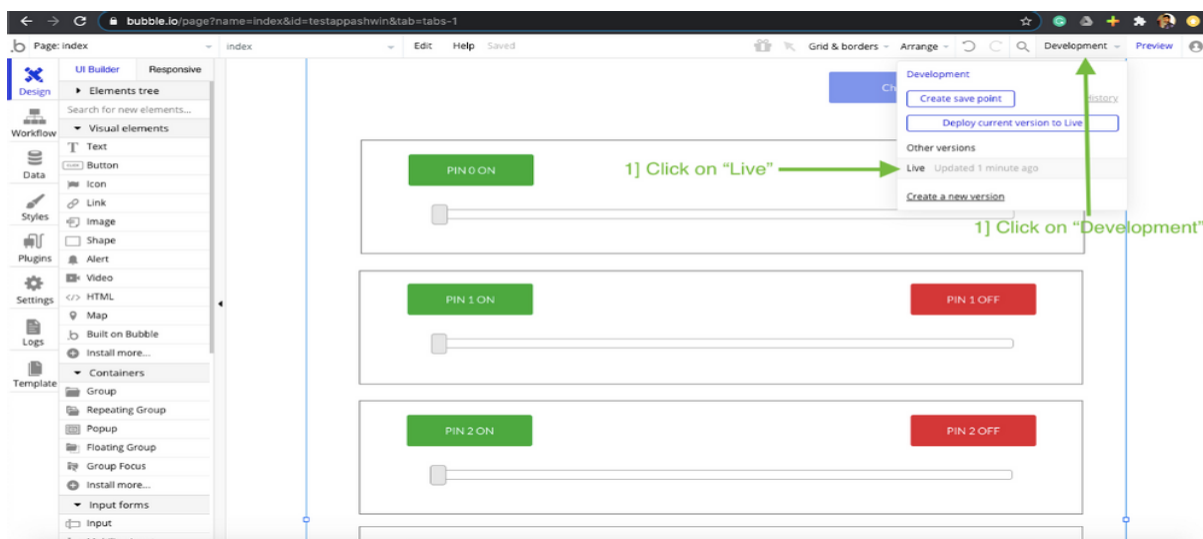 bubble.io/page?name=index&id=testappashwin&tab=tabs-1
Page: index
index
Edit Help Saved
Grid & borders Arrange
Development
Preview
UI Builder Responsive
Design
Elements tree
Search for new elements...
Workflow
Visual elements
Text
Button
Data
Icon
Link
Styles
Image
Shape
Plugins
Alert
Video
Settings
HTML
Map
Logs
Built on Bubble
Install more...
Template
Containers
Group
Repeating Group
Popup
Floating Group
Group Focus
Install more...
Input forms
Input
Ch
Development
Create save point
History
Deploy current version to Live
Other versions
Live Updated 1 minute ago
Create a new version
1] Click on “Live”
1] Click on “Development”
PIN 0 ON
PIN 1 ON
PIN 1 OFF
PIN 2 ON
PIN 2 OFF